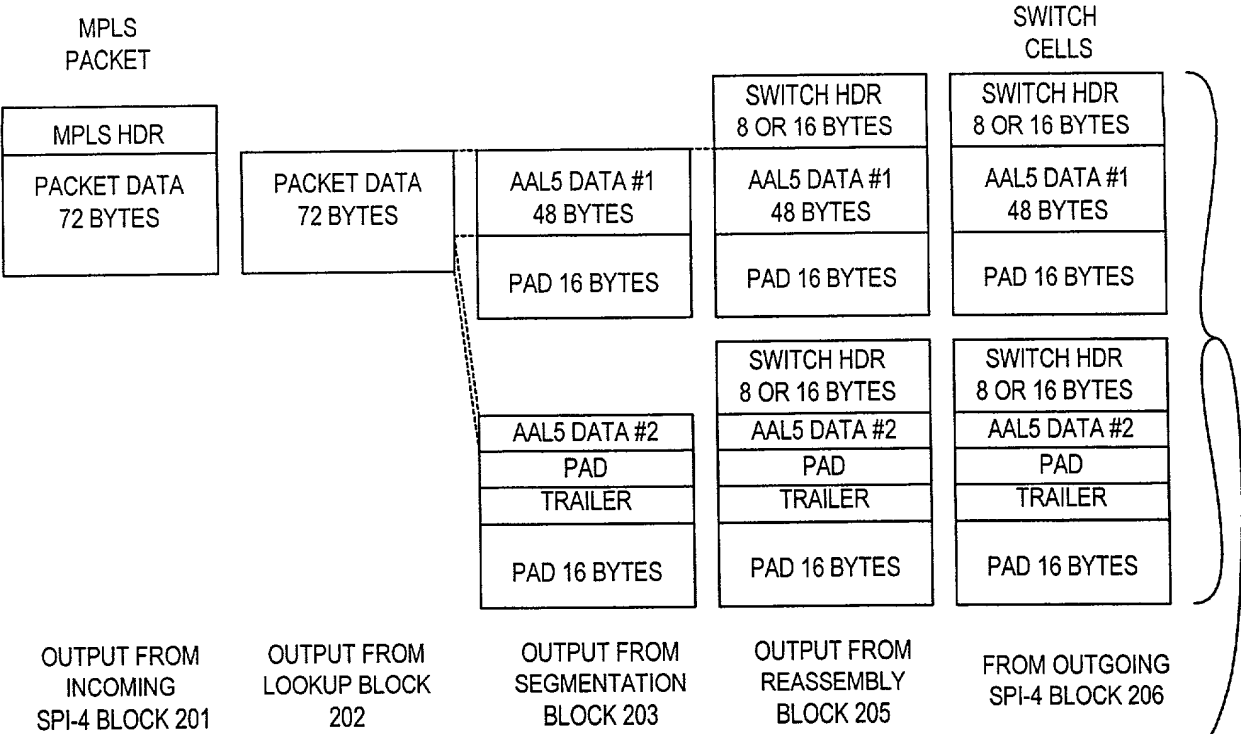 MPLS
PACKET
MPLS HDR
PACKET DATA
72 BYTES
OUTPUT FROM
INCOMING
SPI-4 BLOCK 201
PACKET DATA
72 BYTES
OUTPUT FROM
LOOKUP BLOCK
202
AAL5 DATA #1
48 BYTES
PAD 16 BYTES
AAL5 DATA #2
PAD
TRAILER
PAD 16 BYTES
OUTPUT FROM
SEGMENTATION
BLOCK 203
SWITCH HDR
8 OR 16 BYTES
AAL5 DATA #1
48 BYTES
PAD 16 BYTES
SWITCH HDR
8 OR 16 BYTES
AAL5 DATA #2
PAD
TRAILER
PAD 16 BYTES
OUTPUT FROM
REASSEMBLY
BLOCK 205
SWITCH
CELLS
SWITCH HDR
8 OR 16 BYTES
AAL5 DATA #1
48 BYTES
PAD 16 BYTES
SWITCH HDR
8 OR 16 BYTES
AAL5 DATA #2
PAD
TRAILER
PAD 16 BYTES
FROM OUTGOING
SPI-4 BLOCK 206